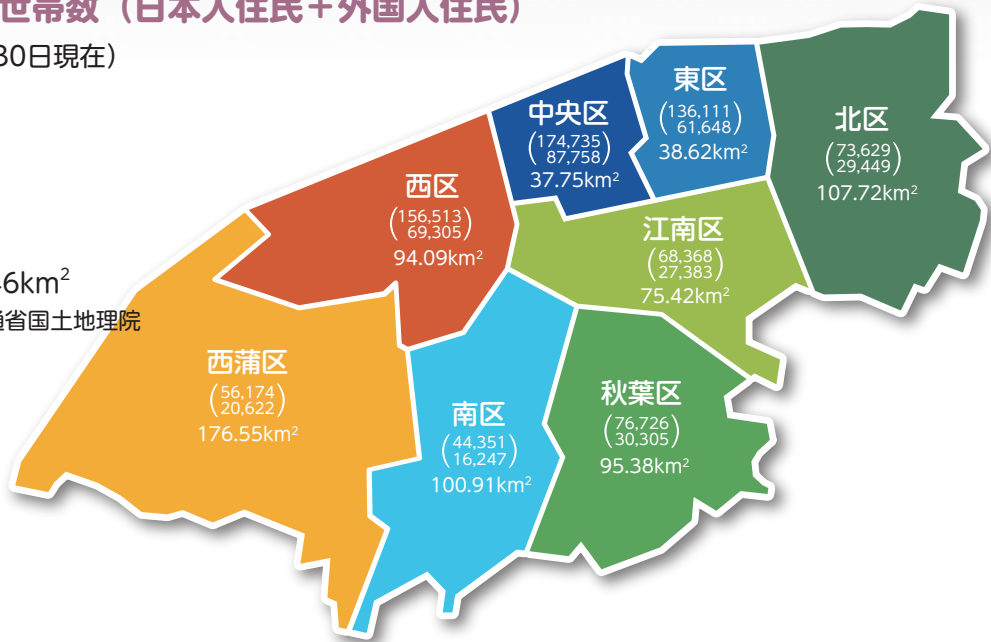 世帯数（日本人住民＋外国人住民）
30日現在）
6km²
省国土地理院
東区
(136,111
61,648)
38.62km²
中央区
(174,735
87,758)
37.75km²
北区
(73,629
29,449)
107.72km²
西区
(156,513
69,305)
94.09km²
江南区
(68,368
27,383)
75.42km²
西蒲区
(56,174
20,622)
176.55km²
南区
(44,351
16,247)
100.91km²
秋葉区
(76,726
30,305)
95.38km²